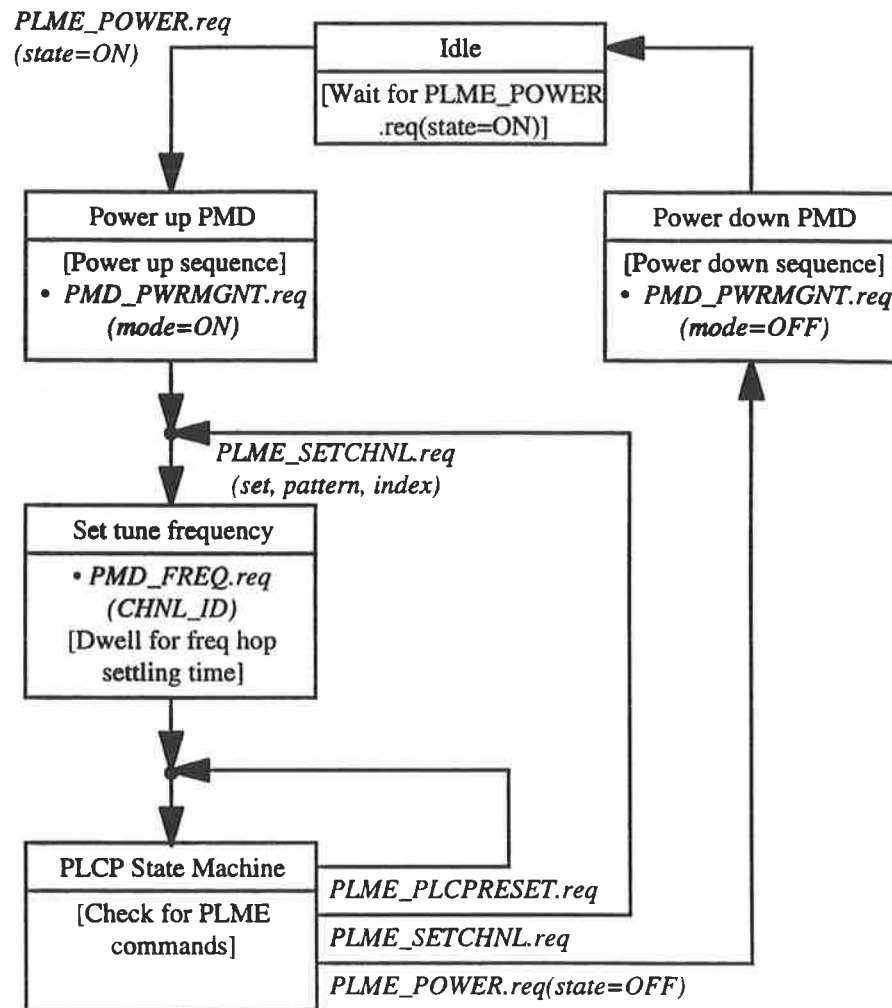 PLME_POWER.req
(state=ON)
Idle
[Wait for PLME_POWER
.req(state=ON)]
Power up PMD
[Power up sequence]
• PMD_PWRMGNT.req
(mode=ON)
Power down PMD
[Power down sequence]
• PMD_PWRMGNT.req
(mode=OFF)
PLME_SETCHNL.req
(set, pattern, index)
Set tune frequency
• PMD_FREQ.req
(CHNL_ID)
[Dwell for freq hop
settling time]
PLCP State Machine
[Check for PLME
commands]
PLME_PLCPRESET.req
PLME_SETCHNL.req
PLME_POWER.req(state=OFF)